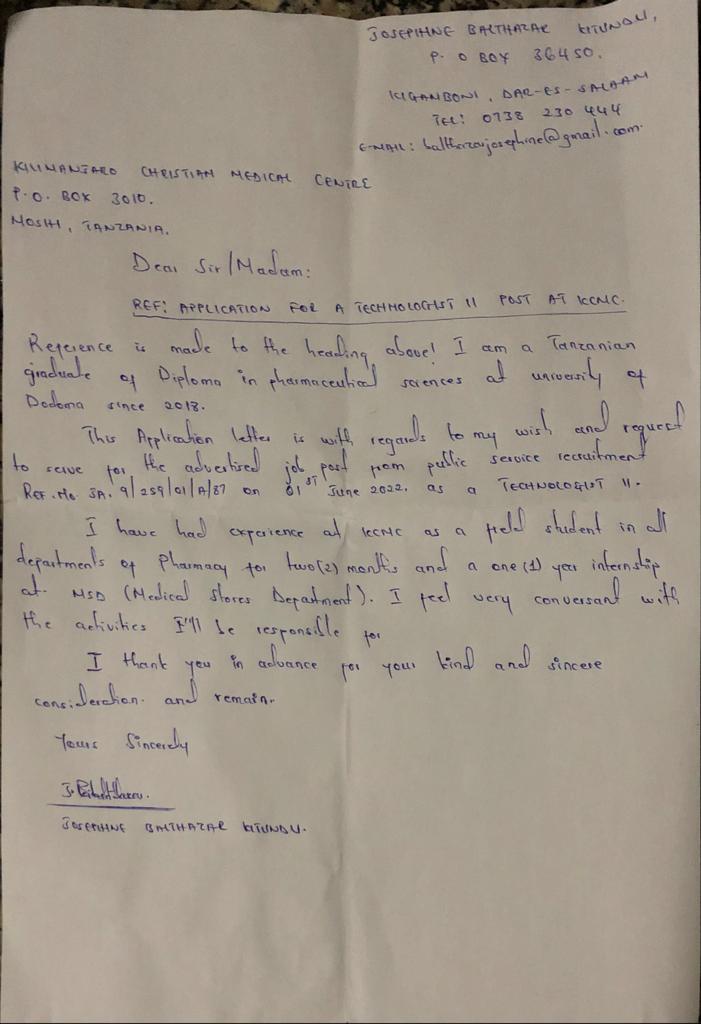 JOSEPHINE BALTHAZAR KITUNDU,
P. O BOX 36450.
KIGAMBONI, DAR-ES-SALAAM
TEL: 0738 230 444
E-MAIL: balthazarjosephine@gmail.com.
KILIMANJARO CHRISTIAN MEDICAL CENTRE
P.O. BOX 3010.
MOSHI, TANZANIA.
Dear Sir/Madam:
REF: APPLICATION FOR A TECHNOLOGIST II POST AT KCMC.
Reference is made to the heading above! I am a Tanzanian
graduate of Diploma in pharmaceutical sciences at university of
Dodoma since 2018.
This Application letter is with regards to my wish and request
to serve for the advertised job post from public service recruitment
REF. No JA. 9/259/01/A/87 on 01ST June 2022. as a TECHNOLOGIST II.
I have had experience at KCMC as a field student in all
departments of Pharmacy for two(2) months and a one (1) year internship
at MSD (Medical Stores Department). I feel very conversant with
the activities I'll be responsible for
I thank you in advance for your kind and sincere
consideration. and remain.
Yours Sincerely
JOSEPHINE BALTHAZAR KITUNDU.